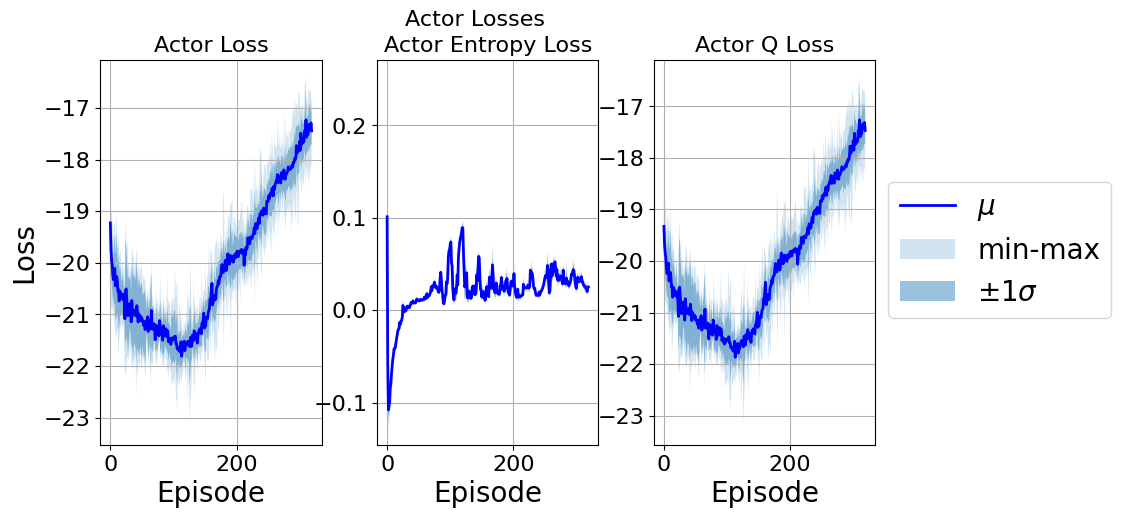 Actor Losses
Actor Loss
Actor Entropy Loss
Actor Q Loss
Loss
−17
−18
−19
−20
−21
−22
−23
0
200
Episode
0.2
0.1
0.0
−0.1
0
200
Episode
−17
−18
−19
−20
−21
−22
−23
0
200
Episode
μ
min-max
±1σ